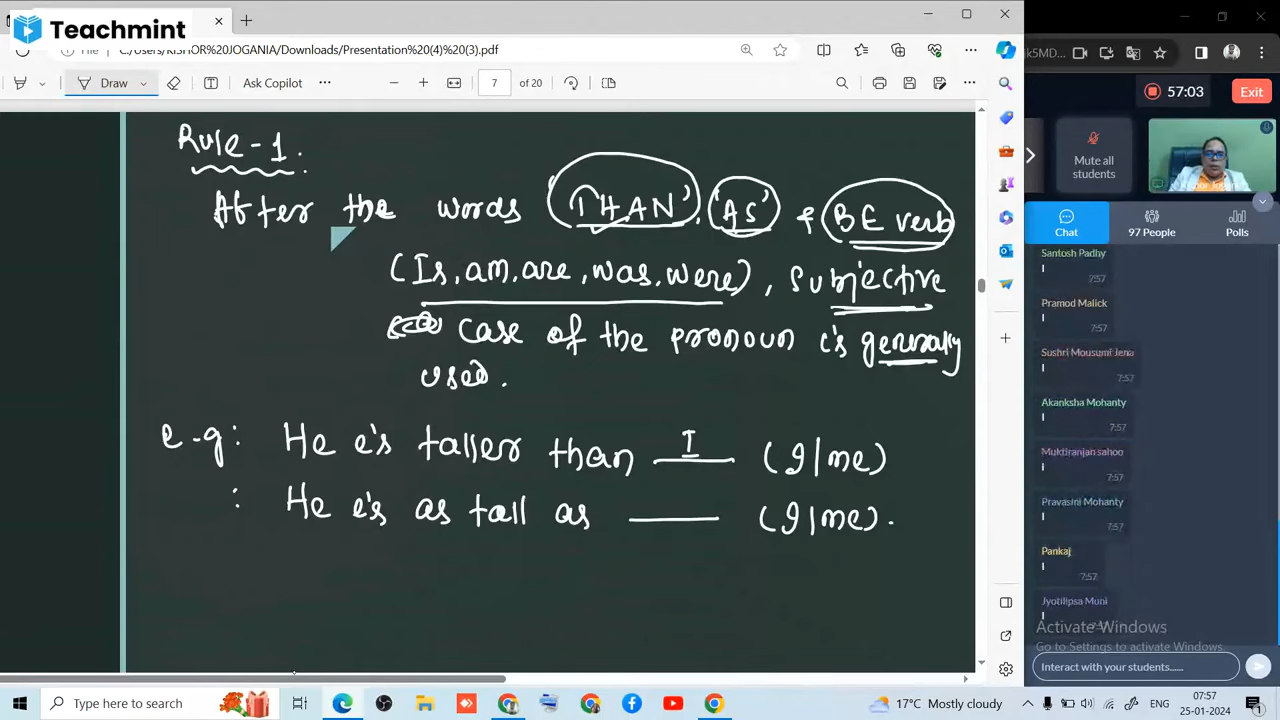 Teachmint
File
C:/Users/KISHOR%20JOGANIA/Downloads/Presentation%20(4)%20(3).pdf
Draw
Ask Copilot
7
of 20
Rule-1.
After the words 'THAN', 'AS' & BE verb
(Is, am, are, was, were), subjective
case of the pronoun is generally
used.
e-g: He is taller than I (I/me)
: He is as tall as (I/me).
jk5MD
57:03
Exit
Mute all
students
Chat
97 People
Polls
Santosh Padhy
I
7:57
Pramod Malick
I
7:57
Sushri Mousumi Jena
I
7:57
Akanksha Mohanty
I
7:57
Muktiranjan sahoo
I
7:57
Pravasini Mohanty
I
7:57
Pankaj
I
7:57
Jyotilipsa Muni
I
7:57
Activate Windows
Go to Settings to activate Windows.
Interact with your students......
Type here to search
17°C Mostly cloudy
07:57
25-01-2024